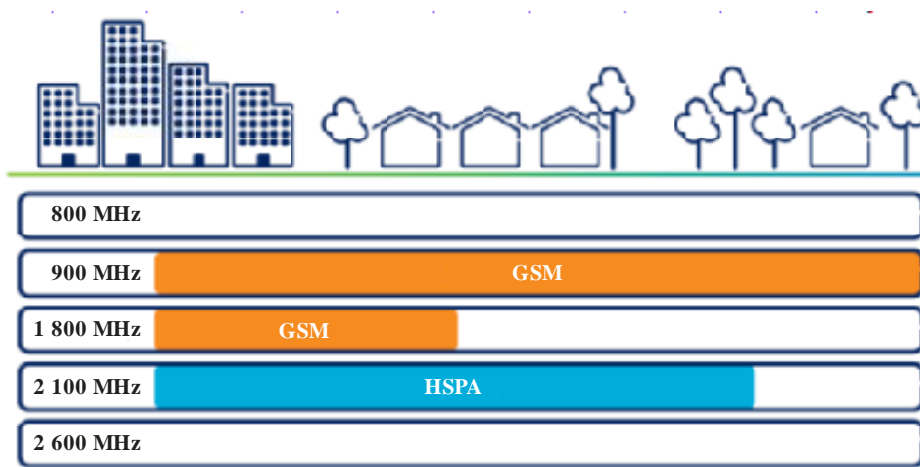 800 MHz
900 MHz GSM
1 800 MHz GSM
2 100 MHz HSPA
2 600 MHz